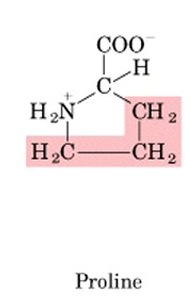 COO⁻
H
C
H₂N⁺ CH₂
H₂C CH₂
Proline